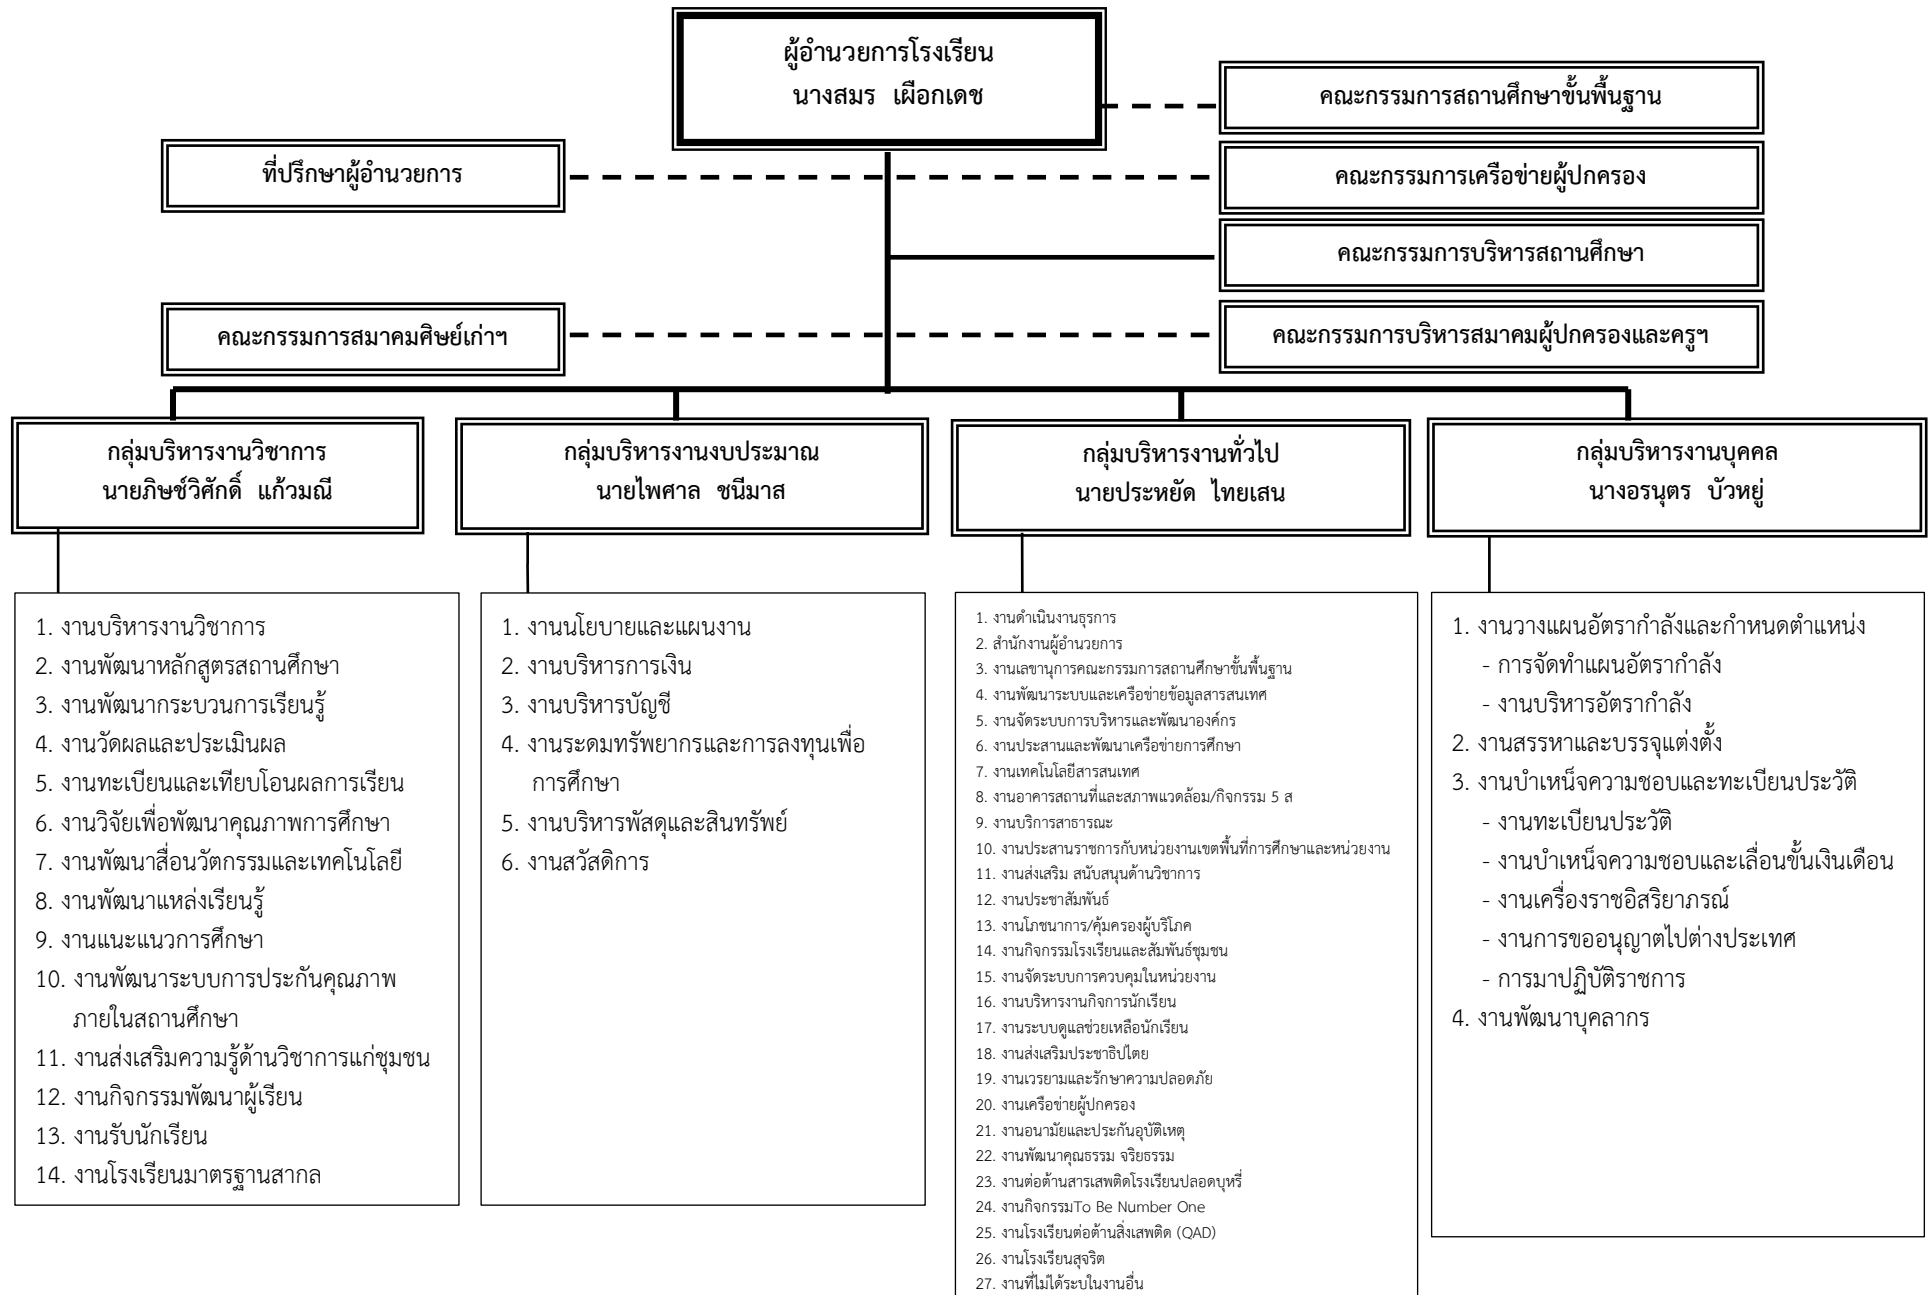 ผู้อำนวยการโรงเรียน
นางสมร เผือกเดช
คณะกรรมการสถานศึกษาขั้นพื้นฐาน
ที่ปรึกษาผู้อำนวยการ
คณะกรรมการเครือข่ายผู้ปกครอง
คณะกรรมการบริหารสถานศึกษา
คณะกรรมการสมาคมศิษย์เก่าฯ
คณะกรรมการบริหารสมาคมผู้ปกครองและครูฯ
กลุ่มบริหารงานวิชาการ
นายภิษช์วิศักดิ์ แก้วมณี
กลุ่มบริหารงานงบประมาณ
นายไพศาล ชนีมาส
กลุ่มบริหารงานทั่วไป
นายประหยัด ไทยเสน
กลุ่มบริหารงานบุคคล
นางอรนุตร บัวหยู่
1. งานบริหารงานวิชาการ
2. งานพัฒนาหลักสูตรสถานศึกษา
3. งานพัฒนากระบวนการเรียนรู้
4. งานวัดผลและประเมินผล
5. งานทะเบียนและเทียบโอนผลการเรียน
6. งานวิจัยเพื่อพัฒนาคุณภาพการศึกษา
7. งานพัฒนาสื่อนวัตกรรมและเทคโนโลยี
8. งานพัฒนาแหล่งเรียนรู้
9. งานแนะแนวการศึกษา
10. งานพัฒนาระบบการประกันคุณภาพ
ภายในสถานศึกษา
11. งานส่งเสริมความรู้ด้านวิชาการแก่ชุมชน
12. งานกิจกรรมพัฒนาผู้เรียน
13. งานรับนักเรียน
14. งานโรงเรียนมาตรฐานสากล
1. งานนโยบายและแผนงาน
2. งานบริหารการเงิน
3. งานบริหารบัญชี
4. งานระดมทรัพยากรและการลงทุนเพื่อ
การศึกษา
5. งานบริหารพัสดุและสินทรัพย์
6. งานสวัสดิการ
1. งานดำเนินงานธุรการ
2. สำนักงานผู้อำนวยการ
3. งานเลขานุการคณะกรรมการสถานศึกษาขั้นพื้นฐาน
4. งานพัฒนาระบบและเครือข่ายข้อมูลสารสนเทศ
5. งานจัดระบบการบริหารและพัฒนาองค์กร
6. งานประสานและพัฒนาเครือข่ายการศึกษา
7. งานเทคโนโลยีสารสนเทศ
8. งานอาคารสถานที่และสภาพแวดล้อม/กิจกรรม 5 ส
9. งานบริการสาธารณะ
10. งานประสานราชการกับหน่วยงานเขตพื้นที่การศึกษาและหน่วยงาน
11. งานส่งเสริม สนับสนุนด้านวิชาการ
12. งานประชาสัมพันธ์
13. งานโภชนาการ/คุ้มครองผู้บริโภค
14. งานกิจกรรมโรงเรียนและสัมพันธ์ชุมชน
15. งานจัดระบบการควบคุมในหน่วยงาน
16. งานบริหารงานกิจการนักเรียน
17. งานระบบดูแลช่วยเหลือนักเรียน
18. งานส่งเสริมประชาธิปไตย
19. งานเวรยามและรักษาความปลอดภัย
20. งานเครือข่ายผู้ปกครอง
21. งานอนามัยและประกันอุบัติเหตุ
22. งานพัฒนาคุณธรรม จริยธรรม
23. งานต่อต้านสารเสพติดโรงเรียนปลอดบุหรี่
24. งานกิจกรรมTo Be Number One
25. งานโรงเรียนต่อต้านสิ่งเสพติด (QAD)
26. งานโรงเรียนสุจริต
27. งานที่ไม่ได้ระบุในงานอื่น
1. งานวางแผนอัตรากำลังและกำหนดตำแหน่ง
- การจัดทำแผนอัตรากำลัง
- งานบริหารอัตรากำลัง
2. งานสรรหาและบรรจุแต่งตั้ง
3. งานบำเหน็จความชอบและทะเบียนประวัติ
- งานทะเบียนประวัติ
- งานบำเหน็จความชอบและเลื่อนขั้นเงินเดือน
- งานเครื่องราชอิสริยาภรณ์
- งานการขออนุญาตไปต่างประเทศ
- การมาปฏิบัติราชการ
4. งานพัฒนาบุคลากร